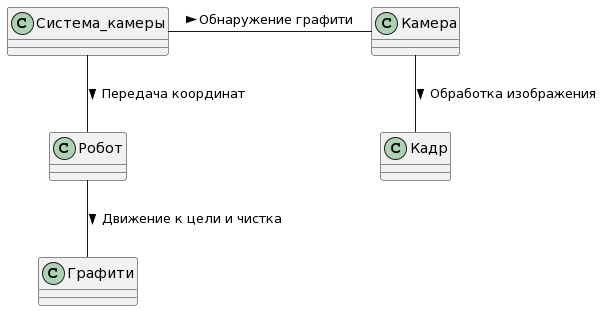 C Система_камеры
Обнаружение графити
C Камера
Передача координат
Обработка изображения
C Робот
C Кадр
Движение к цели и чистка
C Графити